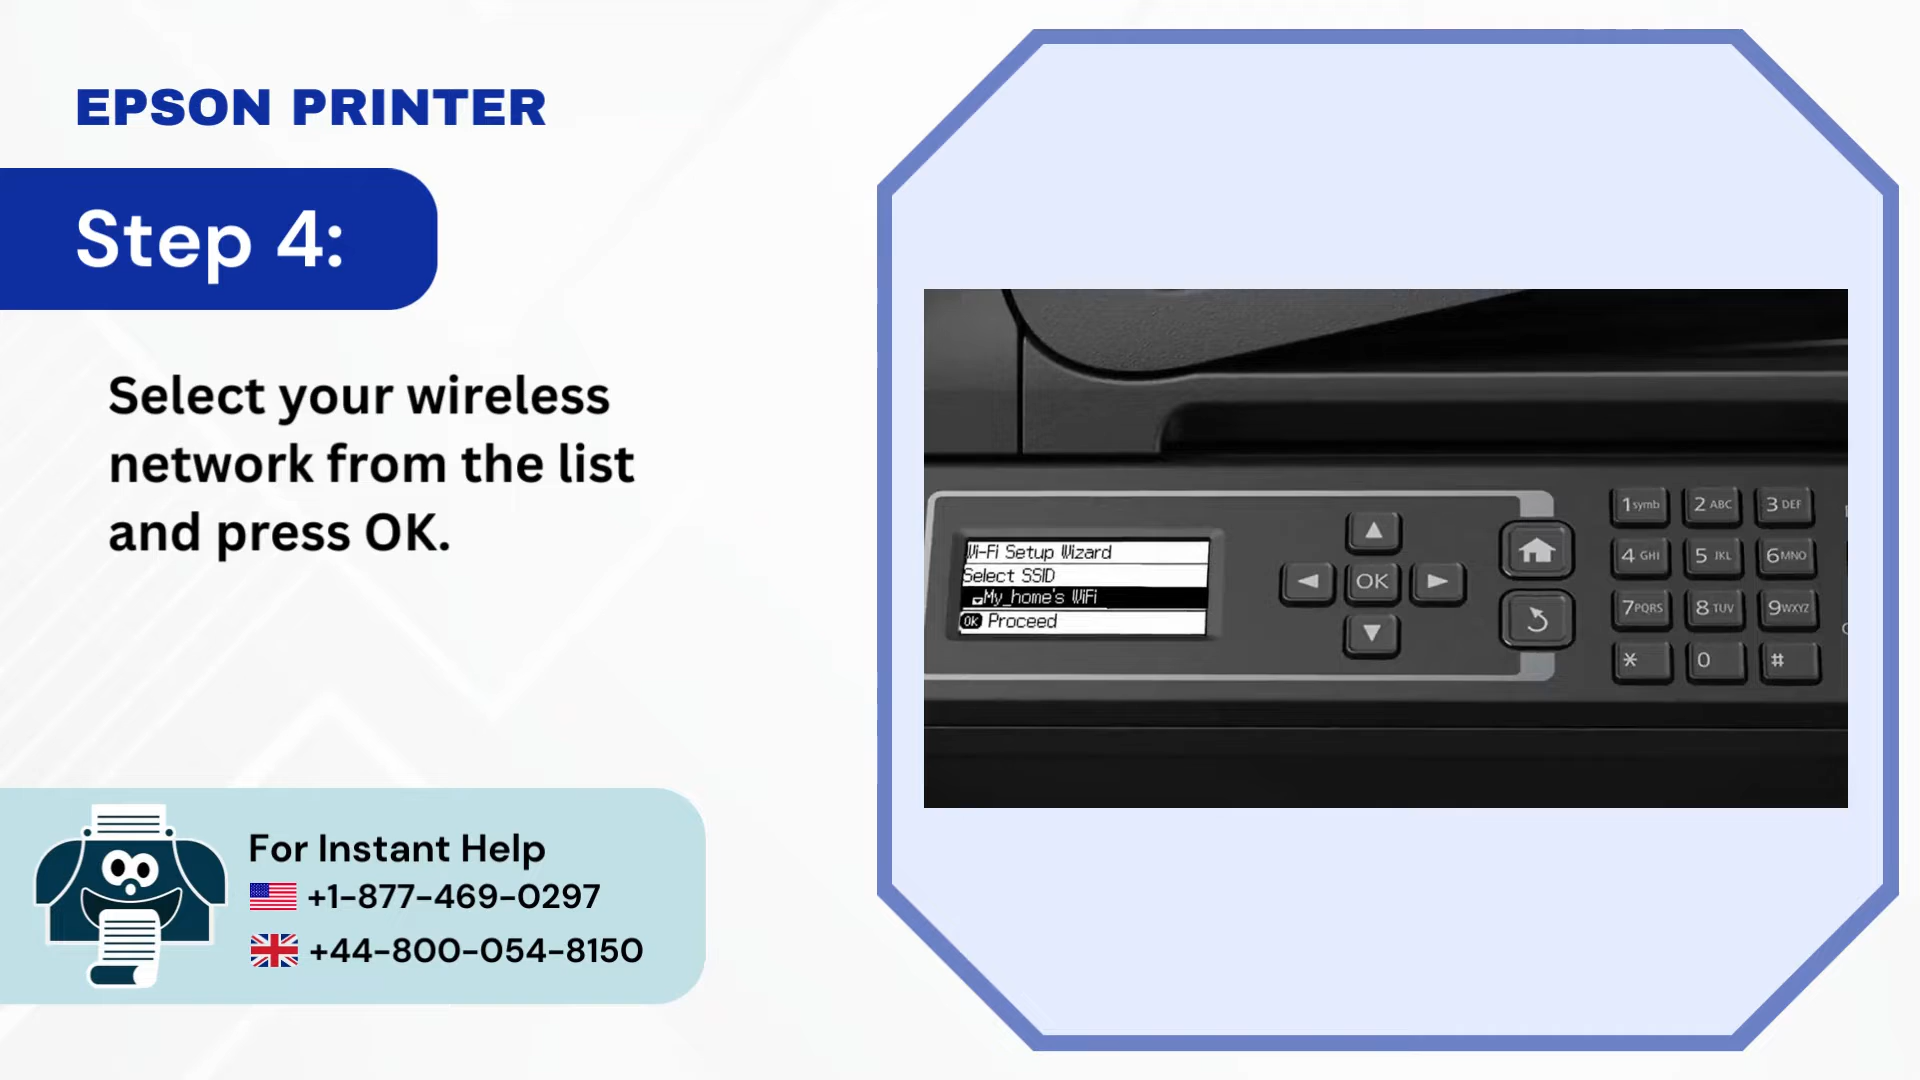 EPSON PRINTER
Step 4:
Select your wireless
network from the list
and press OK.
For Instant Help
+1-877-469-0297
+44-800-054-8150
Wi-Fi Setup Wizard
Select SSID
My_home's WiFi
OK Proceed
OK
1 symb 2 ABC 3 DEF
4 GHI 5 JKL 6 MNO
7 PQRS 8 TUV 9 WXYZ
* 0 #